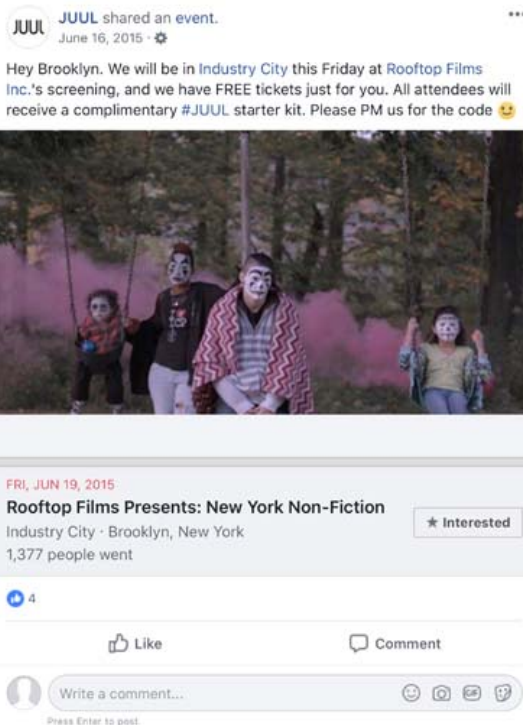 JUUL
JUUL shared an event.
June 16, 2015 ·
Hey Brooklyn. We will be in Industry City this Friday at Rooftop Films
Inc.'s screening, and we have FREE tickets just for you. All attendees will
receive a complimentary #JUUL starter kit. Please PM us for the code 😉
FRI, JUN 19, 2015
Rooftop Films Presents: New York Non-Fiction
Industry City · Brooklyn, New York
1,377 people went
★ Interested
4
Like
Comment
Write a comment...
GIF
Press Enter to post.